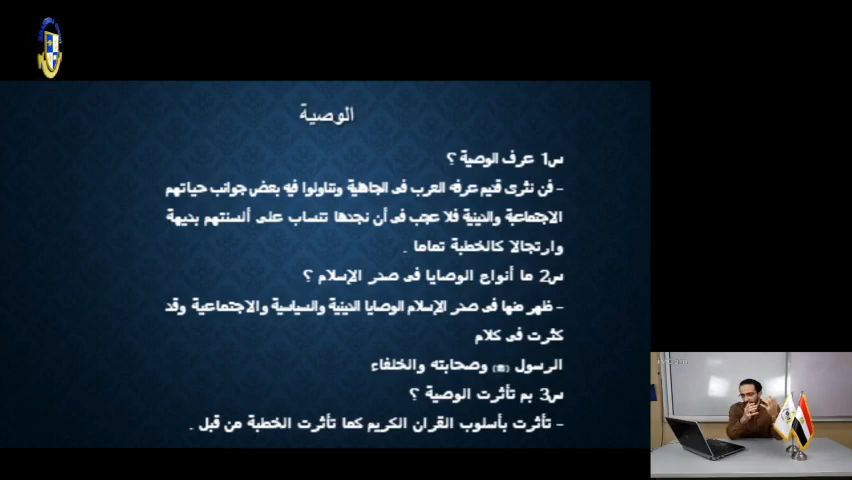 الوصية
س1 عرف الوصية ؟
- فن نثرى قديم عرفه العرب فى الجاهلية وتناولوا فيه بعض جوانب حياتهم
الاجتماعية والدينية فلا عجب فى أن نجدها تنساب على ألسنتهم بديهة
وارتجالا كالخطبة تماما .
س2 ما أنواع الوصايا فى صدر الإسلام ؟
- ظهر منها فى صدر الإسلام الوصايا الدينية والسياسية والاجتماعية وقد
كثرت فى كلام
الرسول (ﷺ) وصحابته والخلفاء
س3 بم تأثرت الوصية ؟
- تأثرت بأسلوب القران الكريم كما تأثرت الخطبة من قبل .